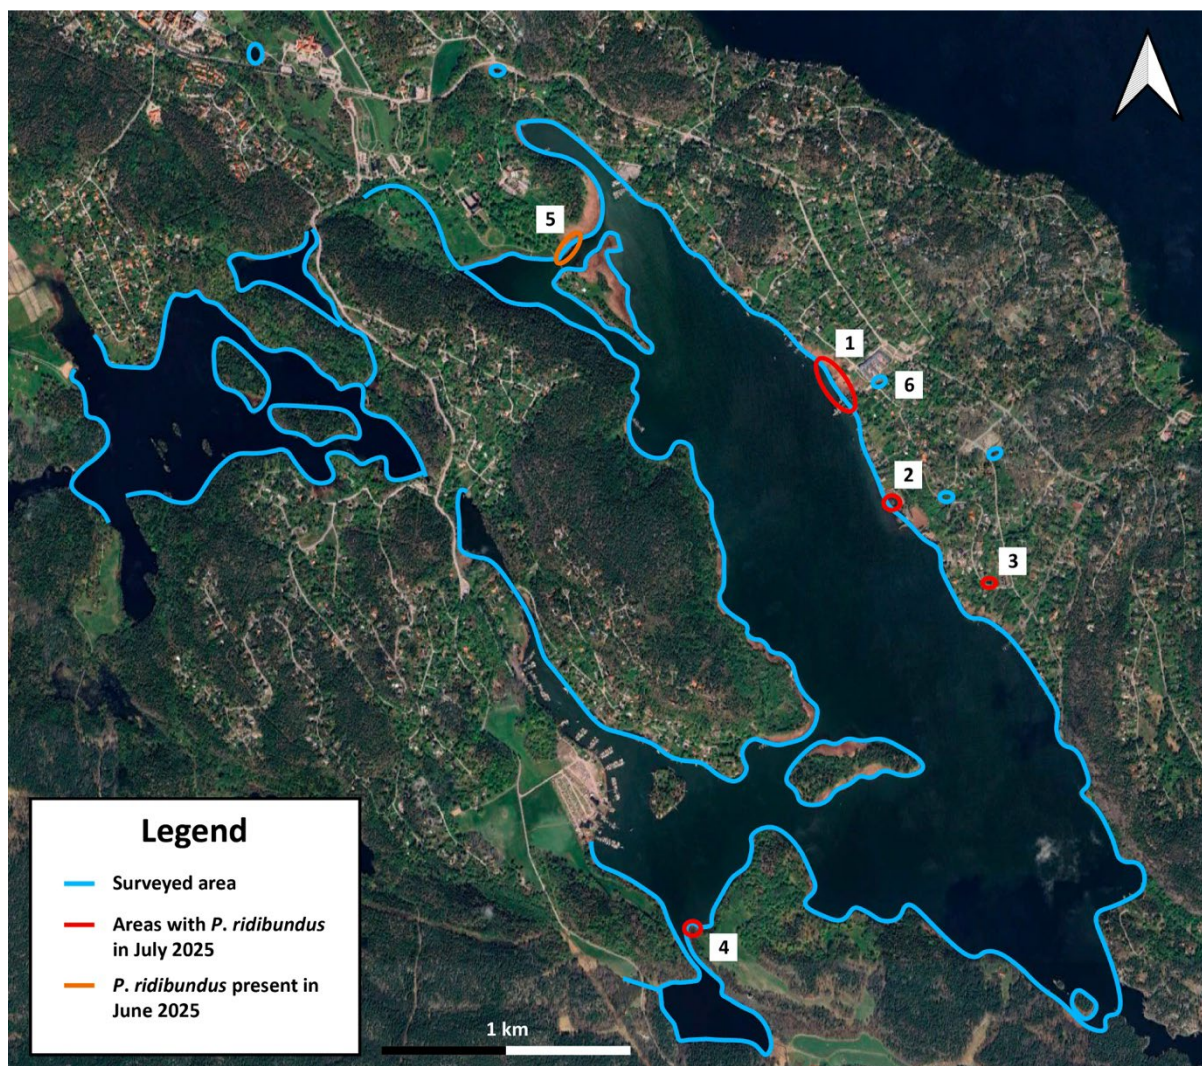 5
1
6
2
3
4
Legend
Surveyed area
Areas with P. ridibundus
in July 2025
P. ridibundus present in
June 2025
1 km